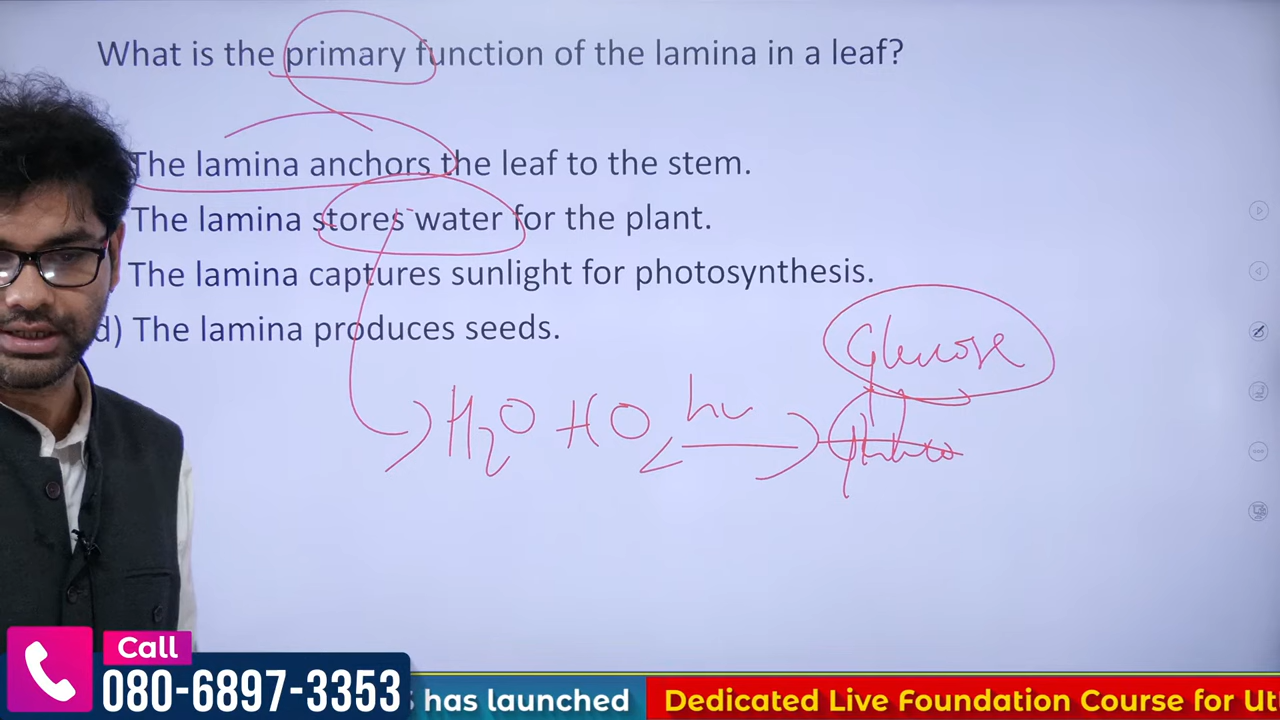 What is the primary function of the lamina in a leaf?
The lamina anchors the leaf to the stem.
The lamina stores water for the plant.
The lamina captures sunlight for photosynthesis.
d) The lamina produces seeds.
Glucose
H2O + O2 hν
Call
080-6897-3353
has launched
Dedicated Live Foundation Course for Ut